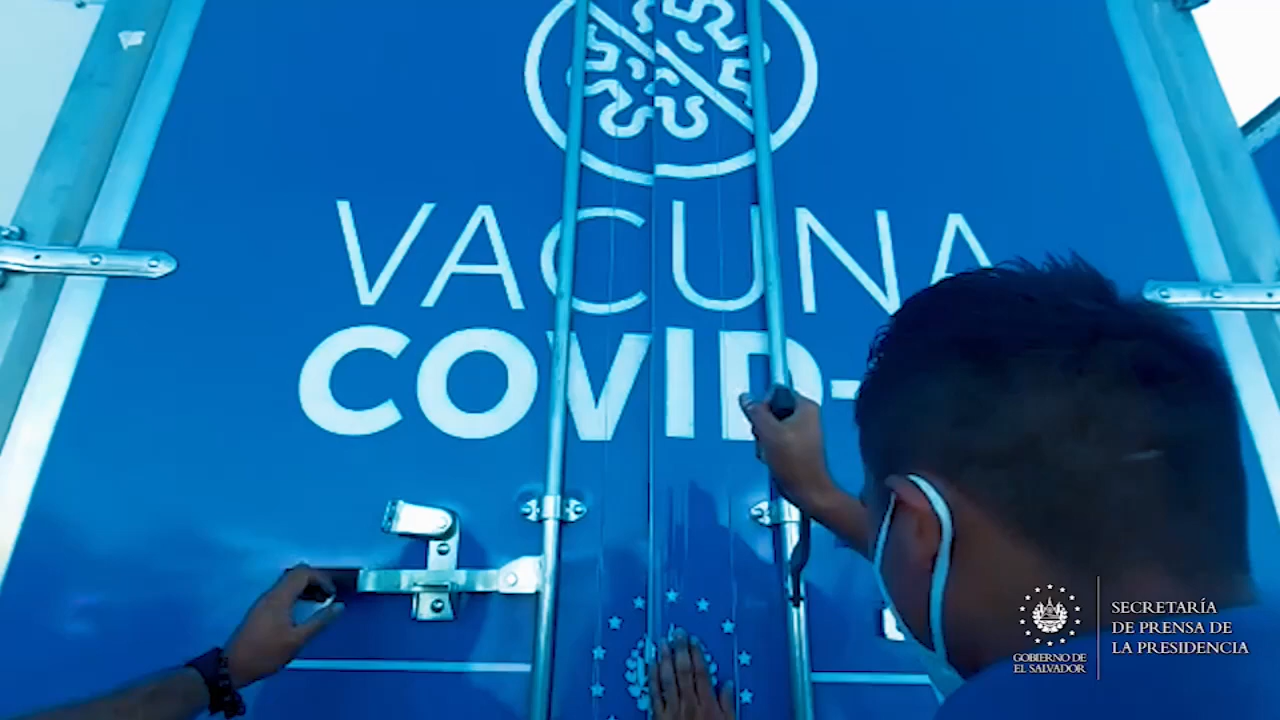 VACUNA
COVID-
GOBIERNO DE
EL SALVADOR
SECRETARÍA
DE PRENSA DE
LA PRESIDENCIA